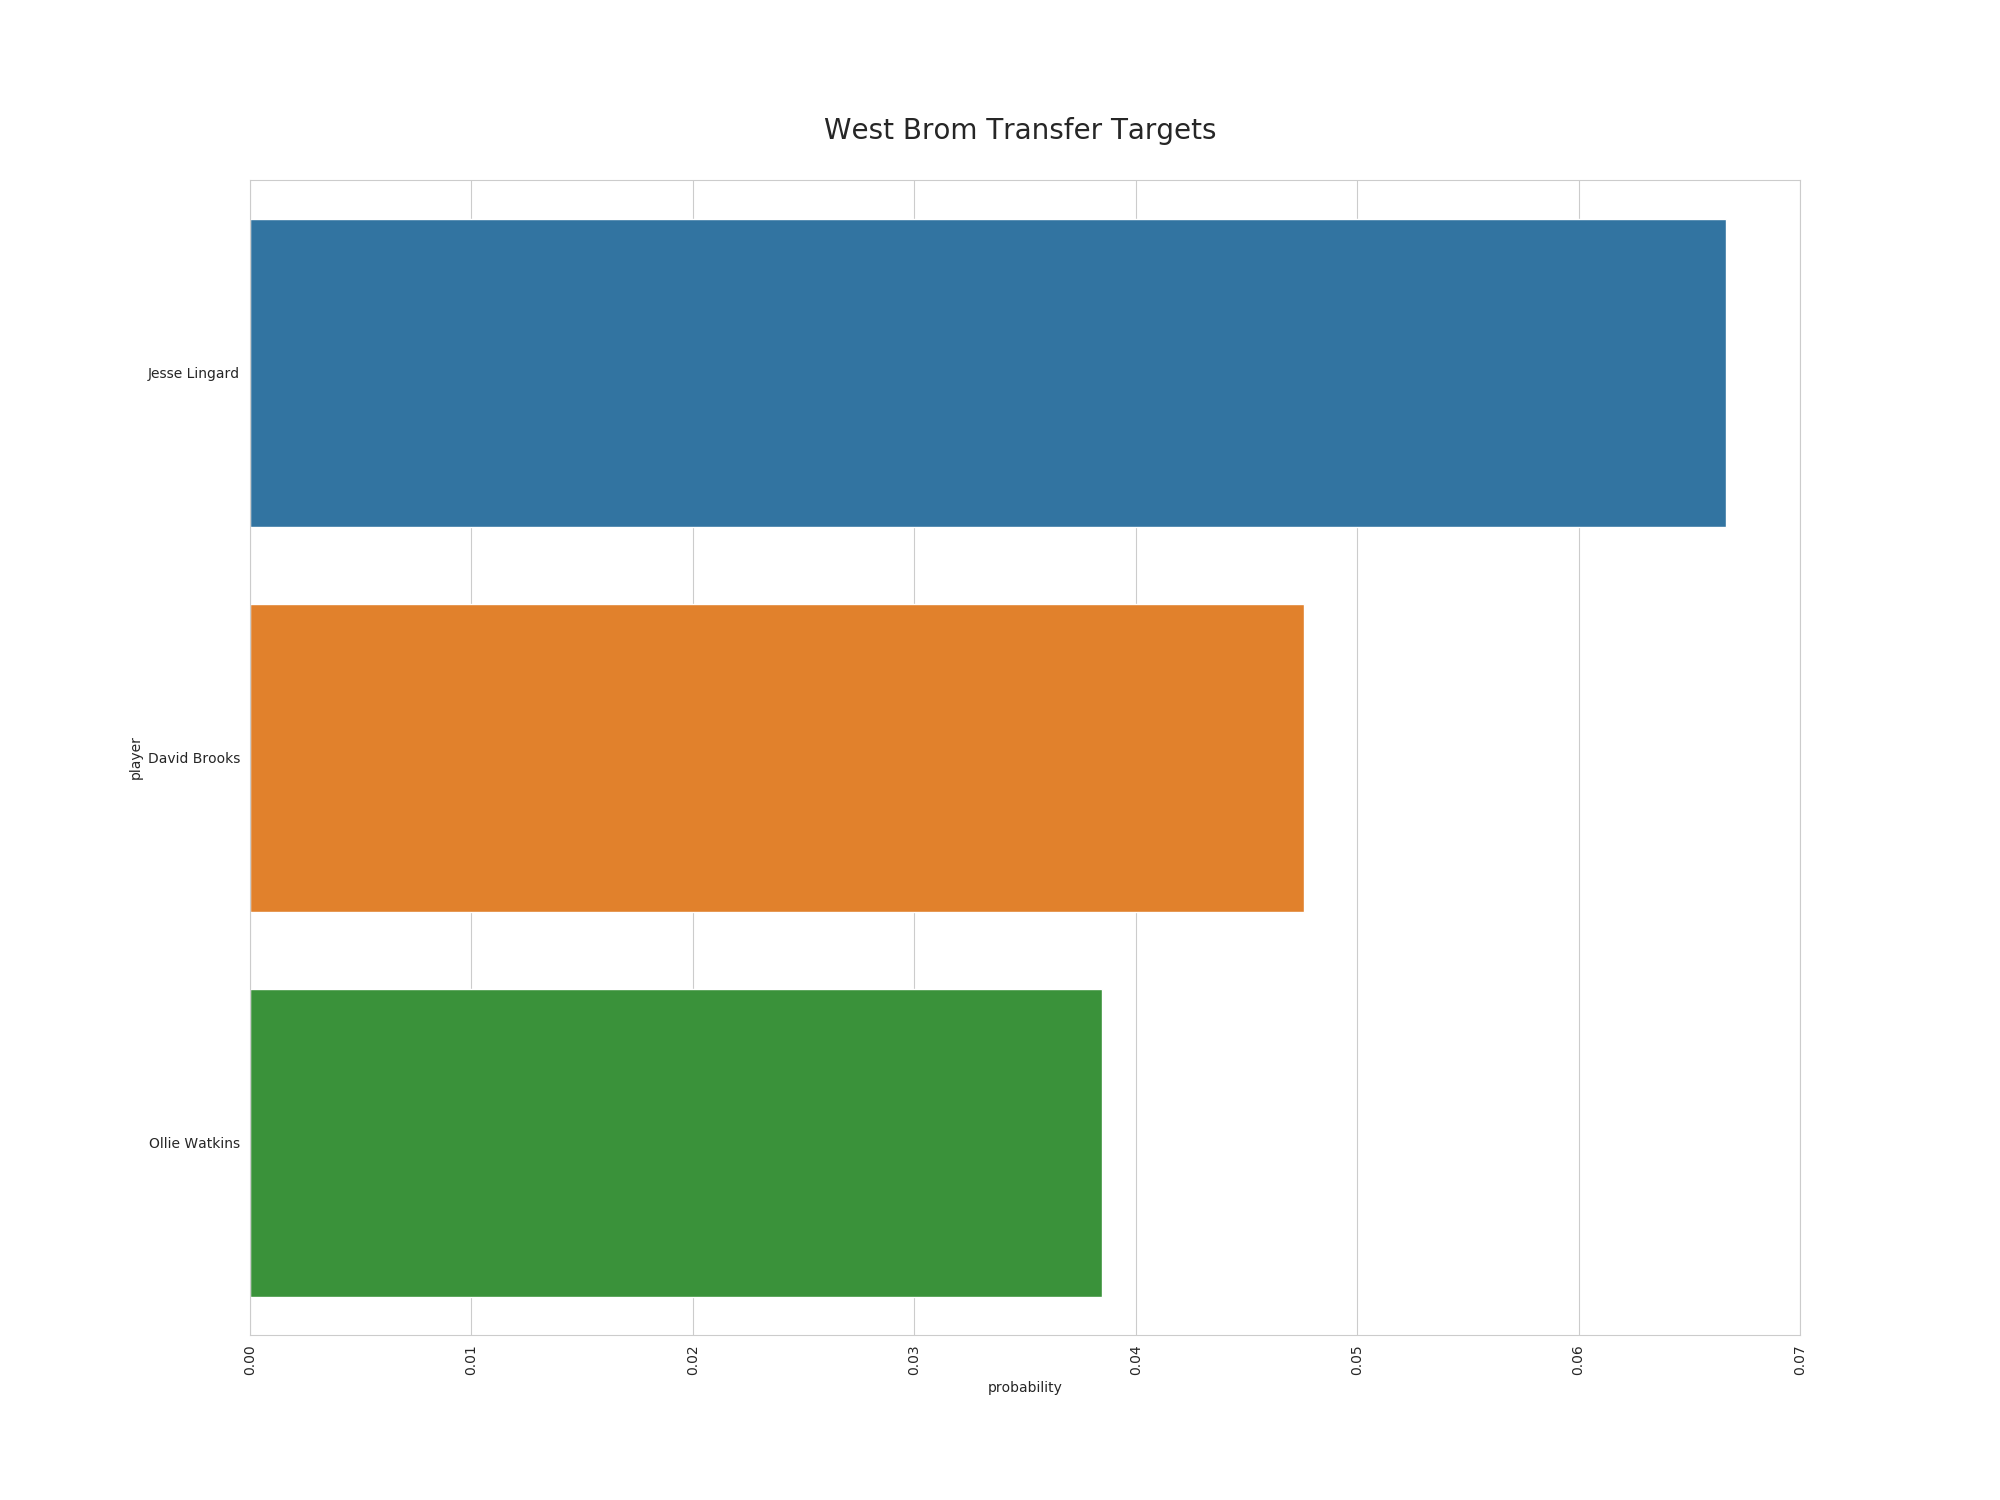 West Brom Transfer Targets
Jesse Lingard
David Brooks
Ollie Watkins
player
0.00
0.01
0.02
0.03
0.04
0.05
0.06
0.07
probability